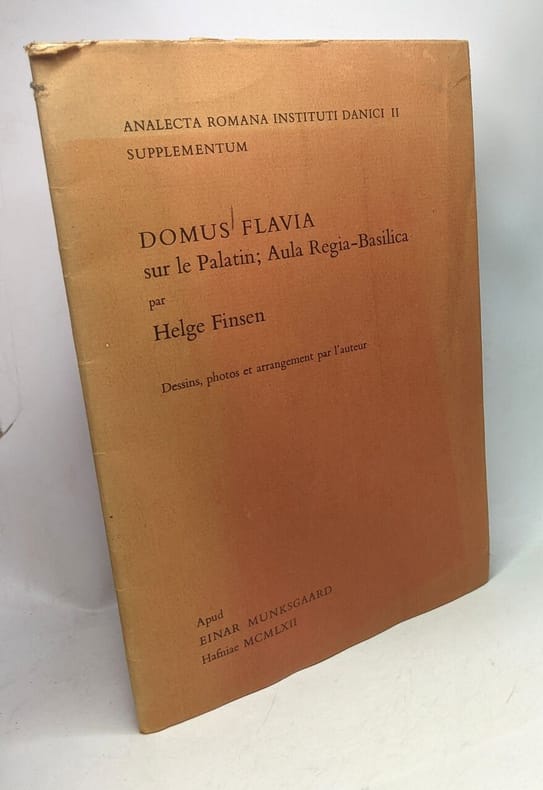 ANALECTA ROMANA INSTITUTI DANICI II
SUPPLEMENTUM
DOMUS FLAVIA
sur le Palatin; Aula Regia-Basilica
par
Helge Finsen
Dessins, photos et arrangement par l'auteur
Apud
EINAR MUNKSGAARD
Hafniae MCMLXII